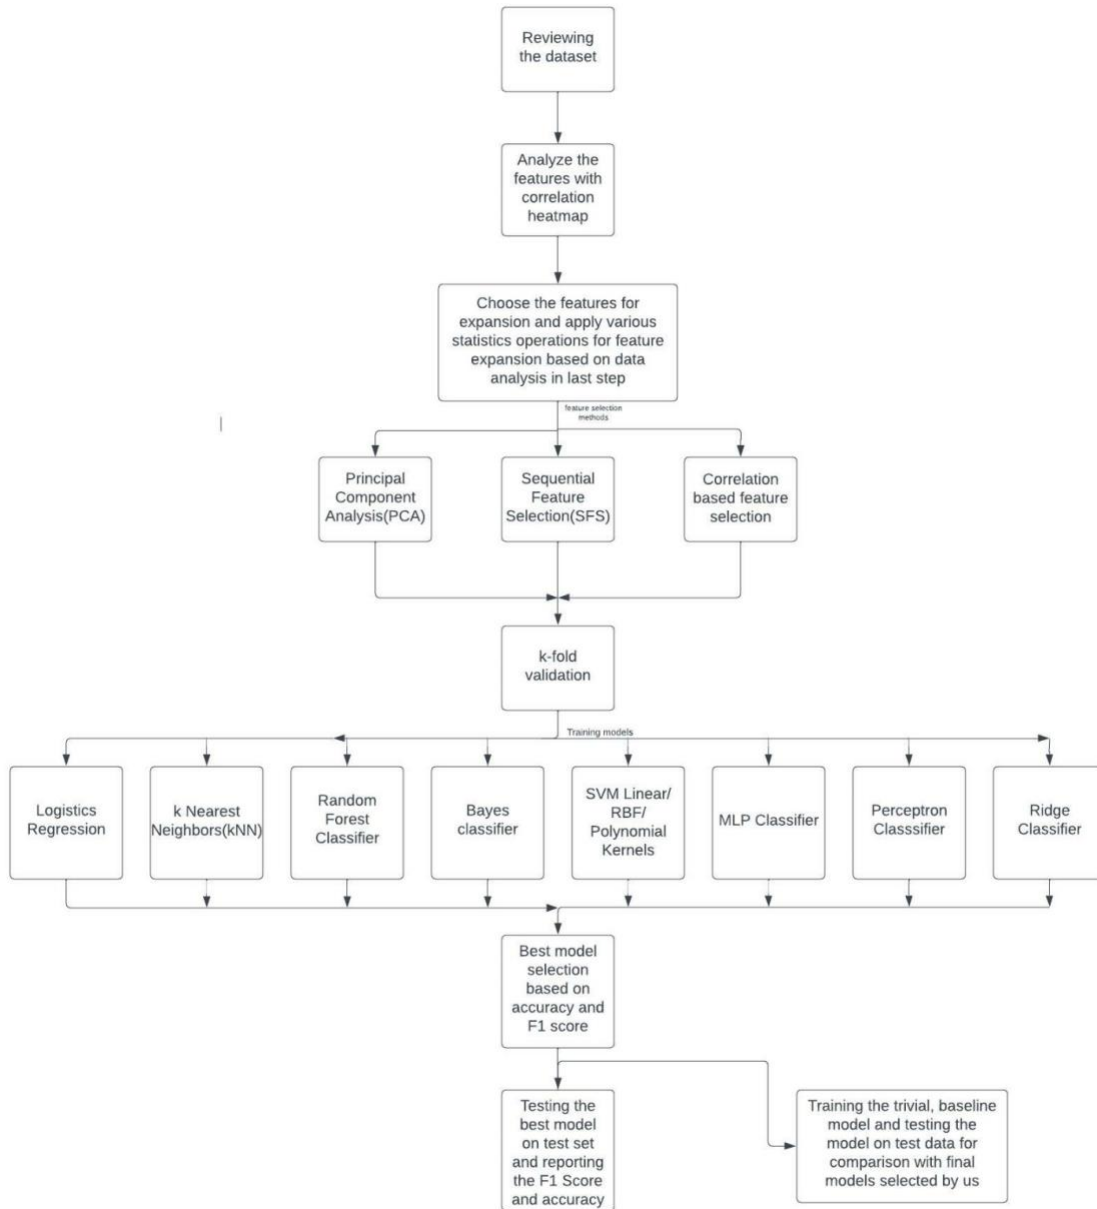 Reviewing
the dataset
Analyze the
features with
correlation
heatmap
Choose the features for
expansion and apply various
statistics operations for feature
expansion based on data
analysis in last step
feature selection
methods
Principal
Component
Analysis(PCA)
Sequential
Feature
Selection(SFS)
Correlation
based feature
selection
k-fold
validation
Training models
Logistics
Regression
k Nearest
Neighbors(kNN)
Random
Forest
Classifier
Bayes
classifier
SVM Linear/
RBF/
Polynomial
Kernels
MLP Classifier
Perceptron
Classsifier
Ridge
Classifier
Best model
selection
based on
accuracy and
F1 score
Testing the
best model
on test set
and reporting
the F1 Score
and accuracy
Training the trivial, baseline
model and testing the
model on test data for
comparison with final
models selected by us